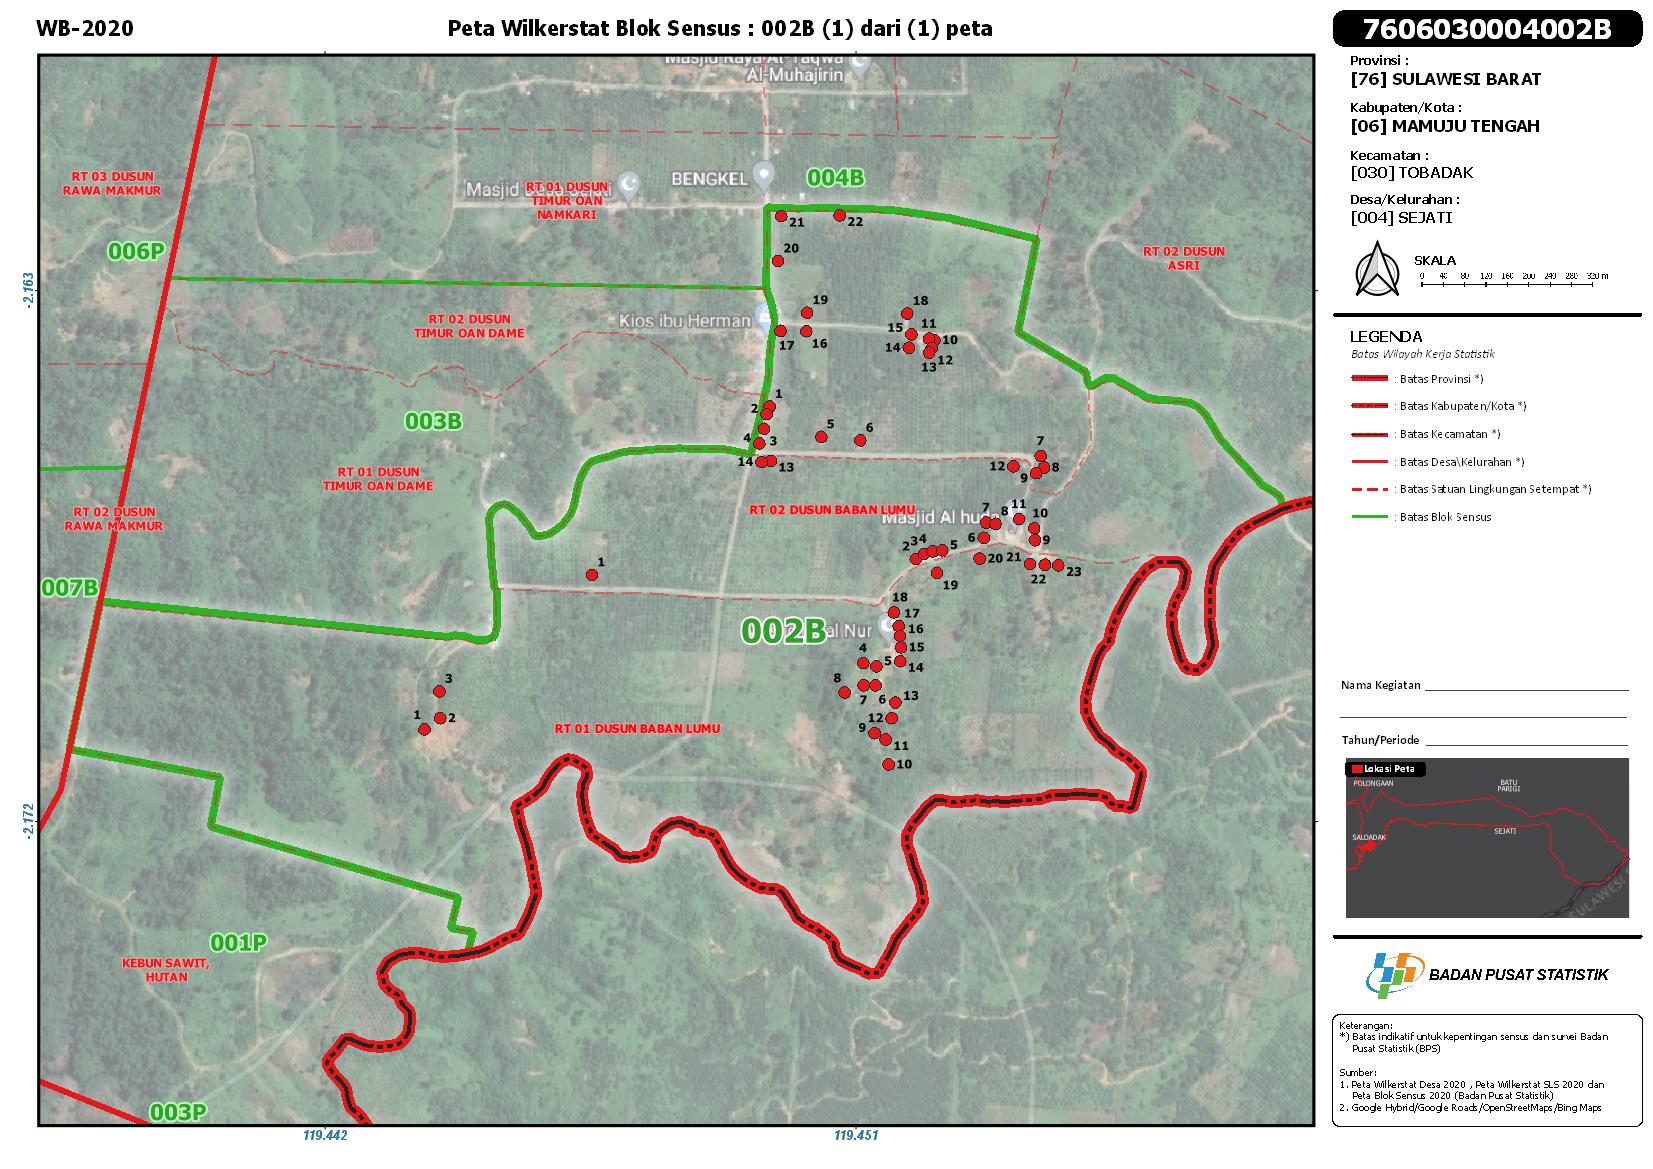 WB-2020
Peta Wilkerstat Blok Sensus : 002B (1) dari (1) peta
7606030004002B
Provinsi :
[76] SULAWESI BARAT
Kabupaten/Kota :
[06] MAMUJU TENGAH
Kecamatan :
[030] TOBADAK
Desa/Kelurahan :
[004] SEJATI
SKALA
0 40 80 120 160 200 240 280 320 m
LEGENDA
Batas Wilayah Kerja Statistik
: Batas Provinsi *)
: Batas Kabupaten/Kota *)
: Batas Kecamatan *)
: Batas Desa\Kelurahan *)
: Batas Satuan Lingkungan Setempat *)
: Batas Blok Sensus
Nama Kegiatan
Tahun/Periode
Lokasi Peta
POLONGAAN
BATU
PARIGI
SALOADAK
SEJATI
SULAWESI
BADAN PUSAT STATISTIK
Keterangan:
*) Batas indikatif untuk kepentingan sensus dan survei Badan
Pusat Statistik (BPS)
Sumber:
1. Peta Wilkerstat Desa 2020 , Peta Wilkerstat SLS 2020 dan
Peta Blok Sensus 2020 (Badan Pusat Statistik)
2. Google Hybrid/Google Roads/OpenStreetMaps/Bing Maps
Masjid Raya Al-Taqwa
Al-Muhajirin
RT 03 DUSUN
RAWA MAKMUR
Masjid
RT 01 DUSUN
TIMUR OAN
NAMKARI
BENGKEL
004B
21
22
006P
20
RT 02 DUSUN
ASRI
-2.163
RT 02 DUSUN
TIMUR OAN DAME
Kios ibu Herman
19
18
17
16
15
11
10
14
12
13
003B
1
2
4
3
5
6
14
13
7
12
8
9
RT 01 DUSUN
TIMUR OAN DAME
RT 02 DUSUN
RAWA MAKMUR
RT 02 DUSUN BABAN LUMU
Masjid Al huda
7
8
11
10
6
9
2
3
4
5
20
21
22
23
19
1
007B
002B
al Nur
18
17
16
15
14
4
5
8
7
6
13
12
9
11
10
3
1
2
RT 01 DUSUN BABAN LUMU
-2.172
001P
KEBUN SAWIT,
HUTAN
003P
119.442
119.451